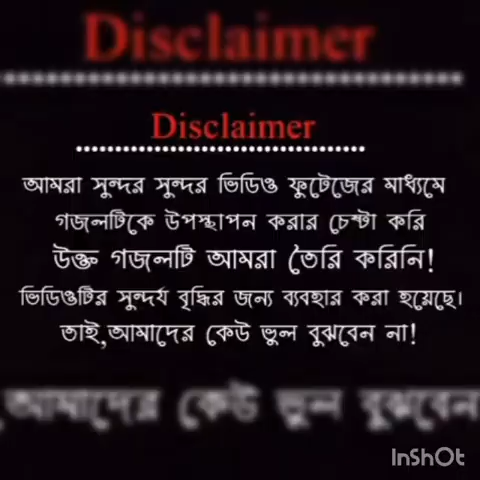 Disclaimer
Disclaimer
আমরা সুন্দর সুন্দর ভিডিও ফুটেজের মাধ্যমে
গজলটিকে উপস্থাপন করার চেষ্টা করি
উক্ত গজলটি আমরা তৈরি করিনি!
ভিডিওটির সুন্দর্য বৃদ্ধির জন্য ব্যবহার করা হয়েছে।
তাই,আমাদের কেউ ভুল বুঝবেন না!
,আমাদের কেউ ভুল বুঝবেন
InShOt